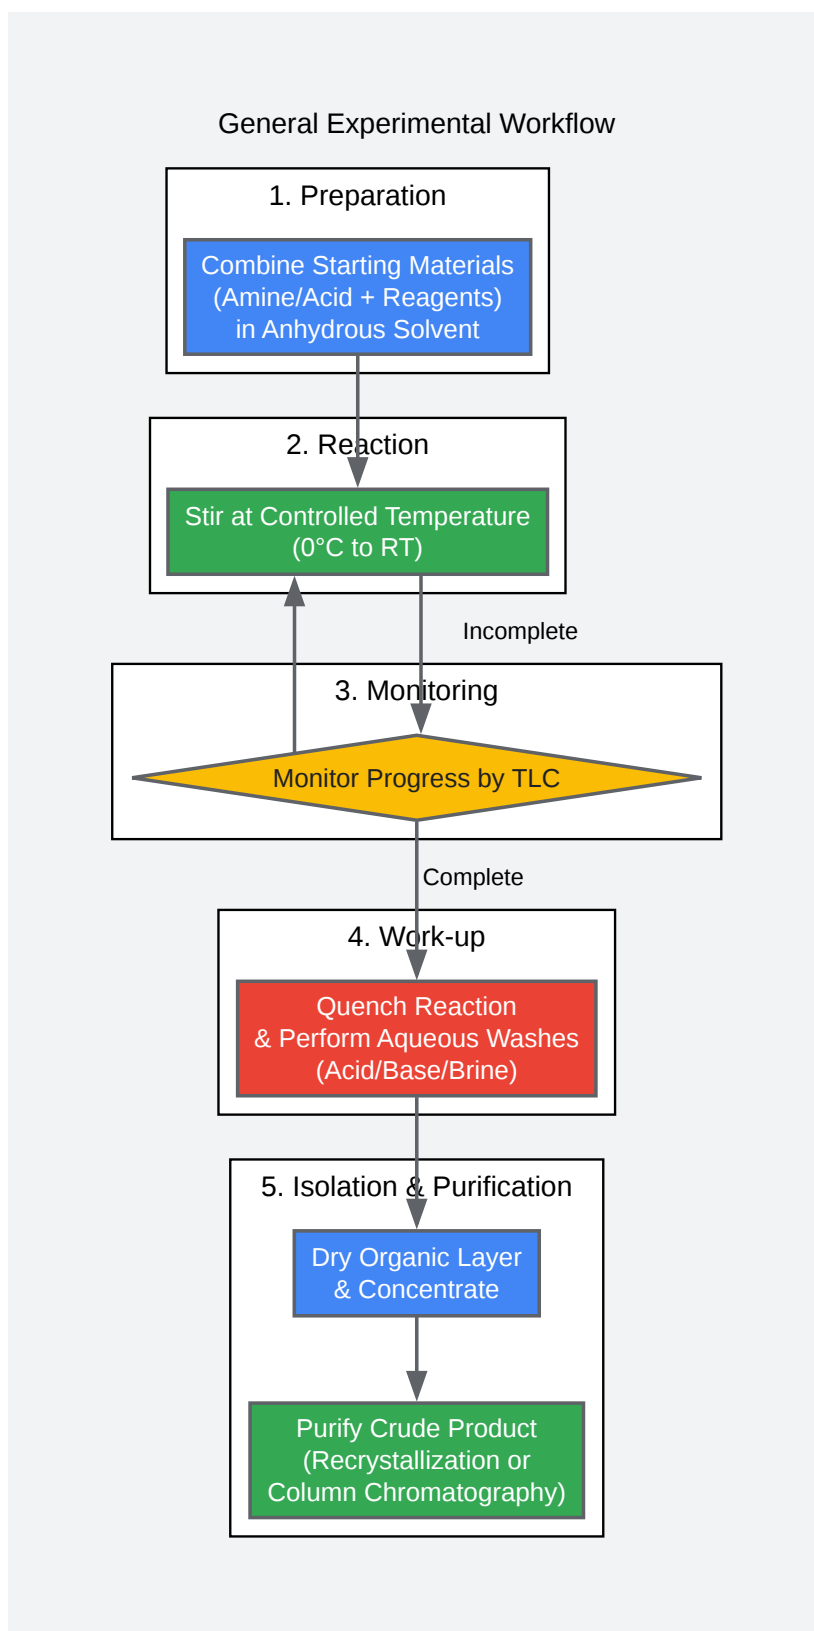 General Experimental Workflow
1. Preparation
Combine Starting Materials
(Amine/Acid + Reagents)
in Anhydrous Solvent
2. Reaction
Stir at Controlled Temperature
(0°C to RT)
Incomplete
3. Monitoring
Monitor Progress by TLC
Complete
4. Work-up
Quench Reaction
& Perform Aqueous Washes
(Acid/Base/Brine)
5. Isolation & Purification
Dry Organic Layer
& Concentrate
Purify Crude Product
(Recrystallization or
Column Chromatography)